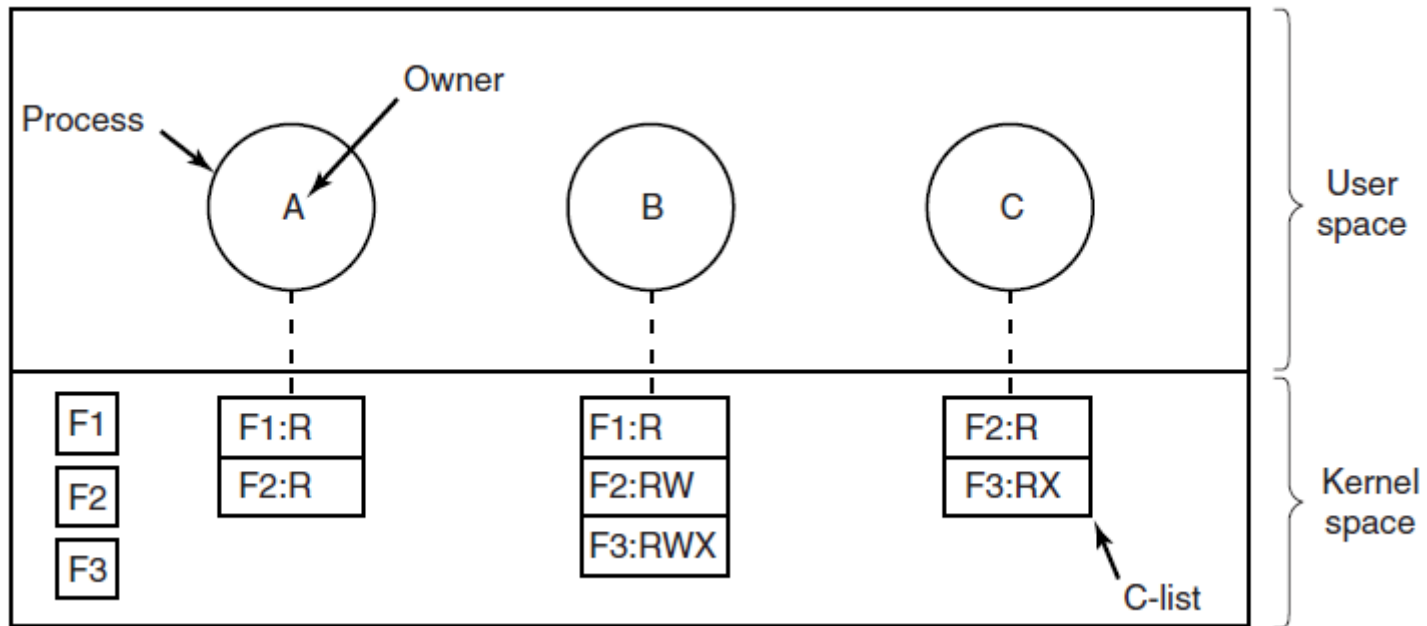 Owner
Process
A
B
C
User
space
F1
F2
F3
F1:R
F2:R
F1:R
F2:RW
F3:RWX
F2:R
F3:RX
C-list
Kernel
space